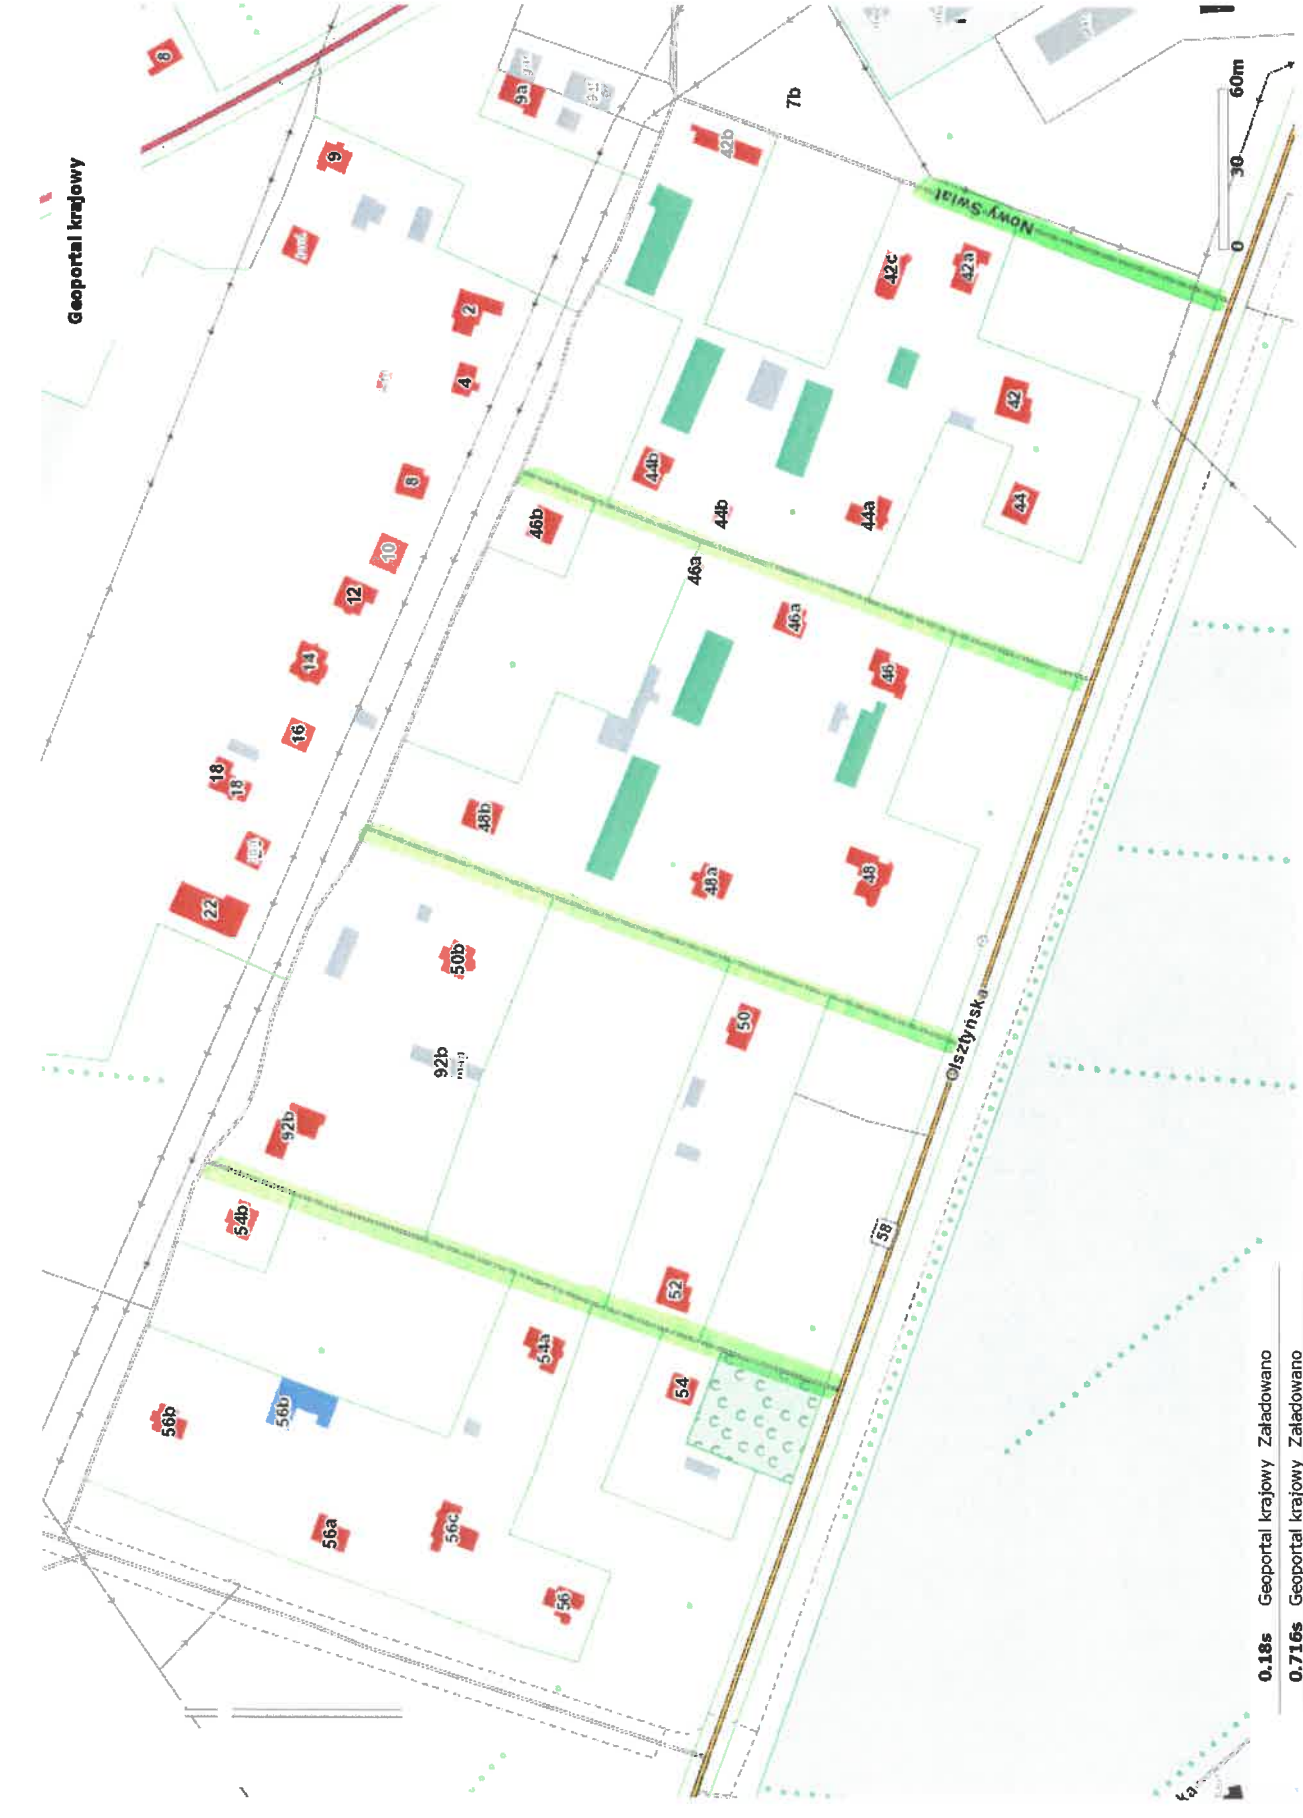 Geoportal krajowy
8
9
9a
2
4
8
10
12
14
16
18
18
22
42b
7b
Nowy Świat
42c
42a
42
44
44b
44b
44a
46b
46a
46a
46
48b
48a
48
50b
50
92b
92b
52
54b
54a
54
56b
56b
56a
56c
56
Olsztyńska
58
0
30
60m
0.18s Geoportal krajowy Załadowano
0.716s Geoportal krajowy Załadowano